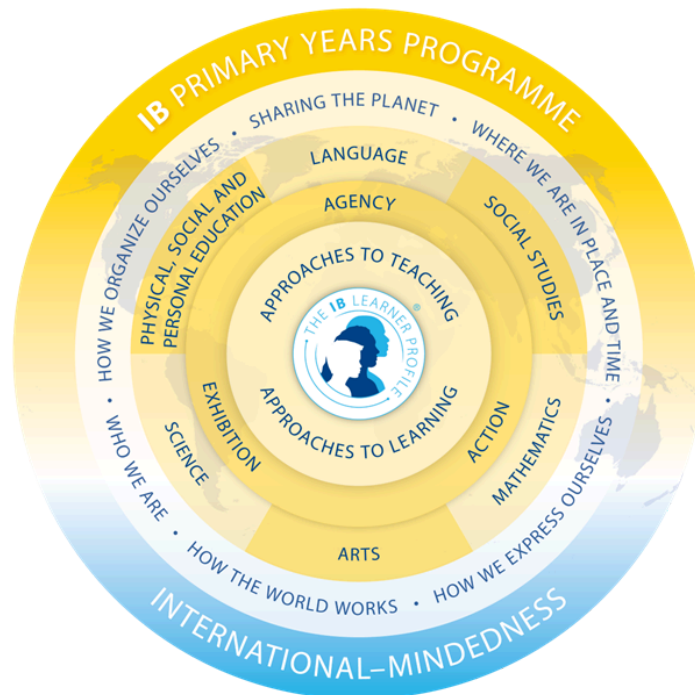 IB PRIMARY YEARS PROGRAMME
SHARING THE PLANET
•
WHERE WE ARE IN PLACE AND TIME
•
HOW WE EXPRESS OURSELVES
•
HOW THE WORLD WORKS
•
WHO WE ARE
•
HOW WE ORGANIZE OURSELVES
•
LANGUAGE
SOCIAL STUDIES
MATHEMATICS
ARTS
SCIENCE
PHYSICAL, SOCIAL AND
PERSONAL EDUCATION
AGENCY
ACTION
EXHIBITION
APPROACHES TO TEACHING
THE IB LEARNER PROFILE®
APPROACHES TO LEARNING
INTERNATIONAL–MINDEDNESS